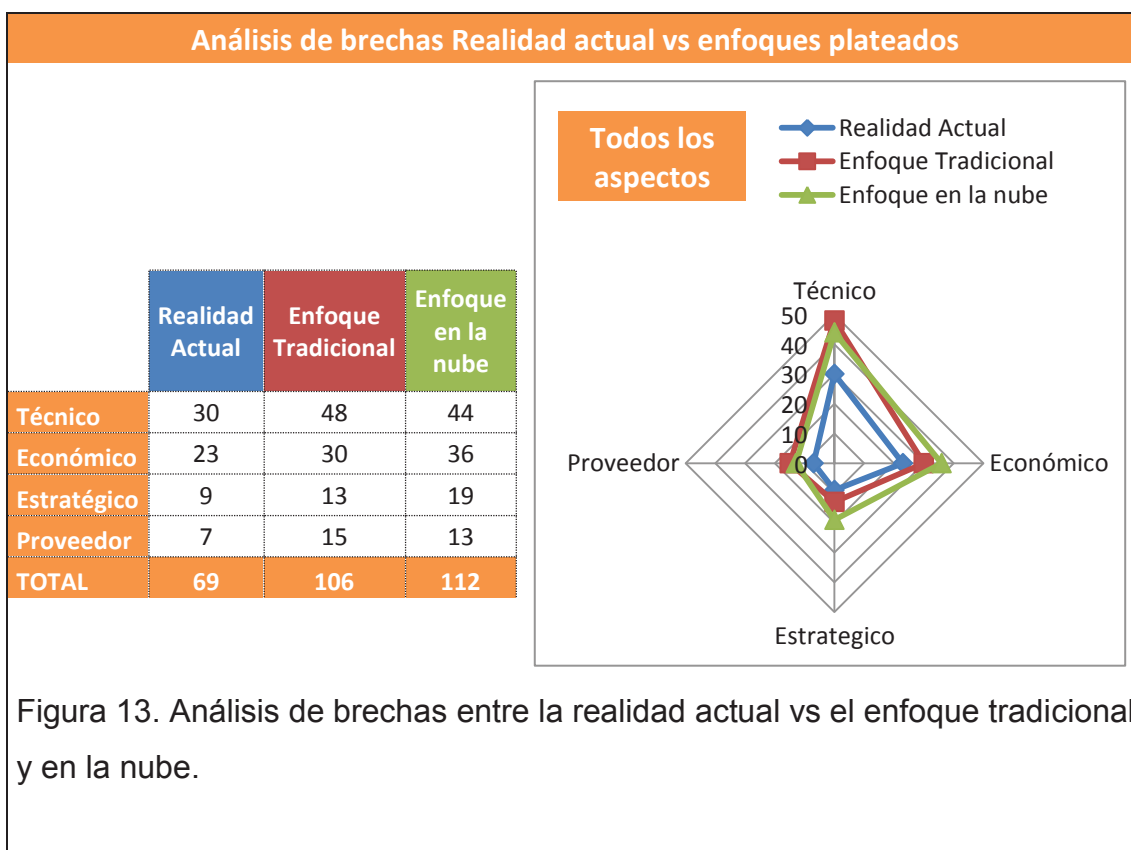 Análisis de brechas Realidad actual vs enfoques plateados
Todos los
aspectos
Realidad Actual
Enfoque Tradicional
Enfoque en la nube
Realidad
Actual
Enfoque
Tradicional
Enfoque
en la
nube
Técnico 30 48 44
Económico 23 30 36
Estratégico 9 13 19
Proveedor 7 15 13
TOTAL 69 106 112
Técnico
50
40
30
20
10
0
Proveedor
Económico
Estrategico
Figura 13. Análisis de brechas entre la realidad actual vs el enfoque tradicional
y en la nube.